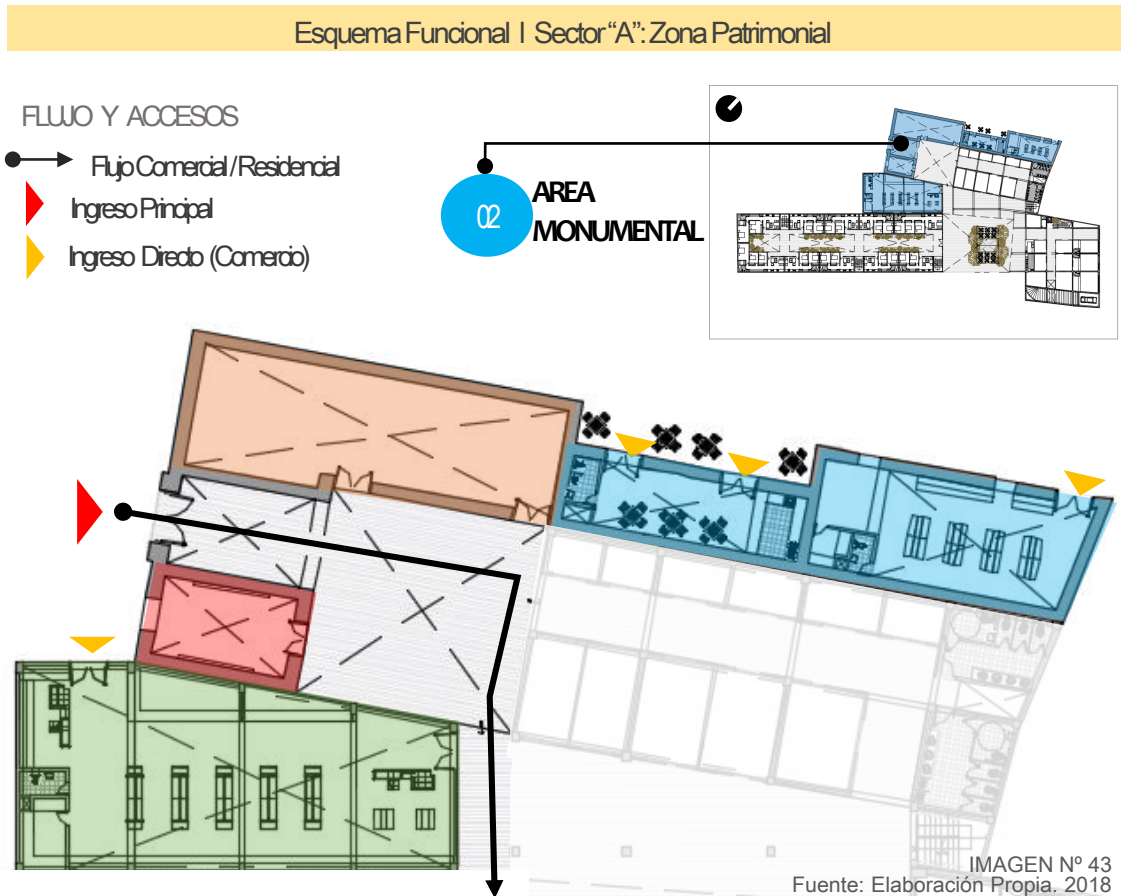 Esquema Funcional I Sector "A": Zona Patrimonial
FLUJO Y ACCESOS
Flujo Comercial / Residencial
Ingreso Principal
Ingreso Directo (Comercio)
02
AREA
MONUMENTAL
IMAGEN Nº 43
Fuente: Elaboración Propia. 2018